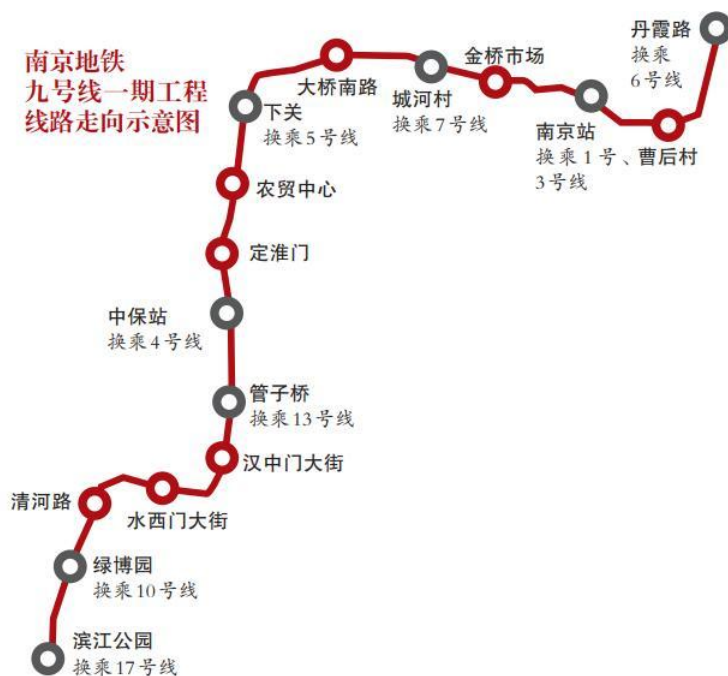 南京地铁
九号线一期工程
线路走向示意图
丹霞路
换乘
6号线
曹后村
南京站
换乘1号、
3号线
金桥市场
城河村
换乘7号线
大桥南路
下关
换乘5号线
农贸中心
定淮门
中保站
换乘4号线
管子桥
换乘13号线
汉中门大街
水西门大街
清河路
绿博园
换乘10号线
滨江公园
换乘17号线